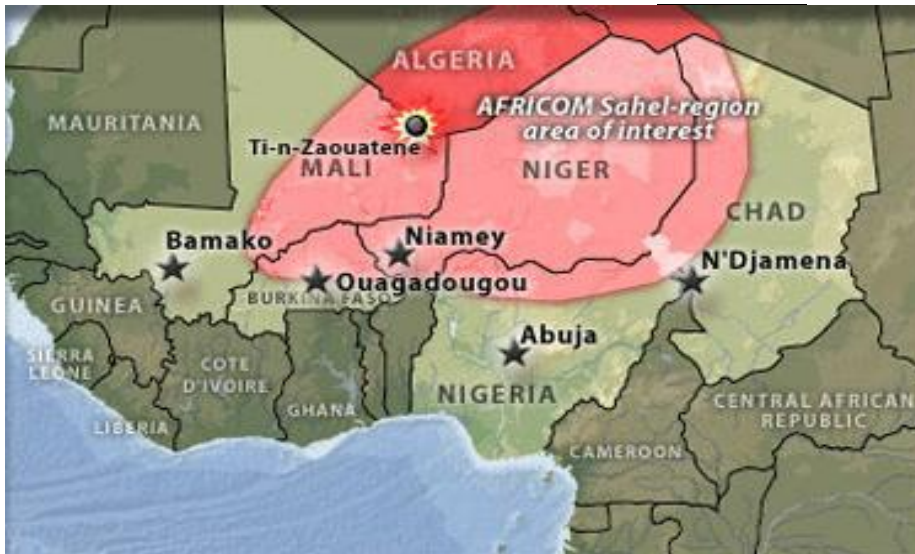 ALGERIA
AFRICOM Sahel-region
area of interest
MAURITANIA
Ti-n-Zaouatene
MALI
NIGER
CHAD
Bamako
Niamey
N'Djamena
Ouagadougou
BURKINA FASO
GUINEA
Abuja
SIERRA
LEONE
COTE
D'IVOIRE
NIGERIA
GHANA
LIBERIA
CENTRAL AFRICAN
REPUBLIC
CAMEROON